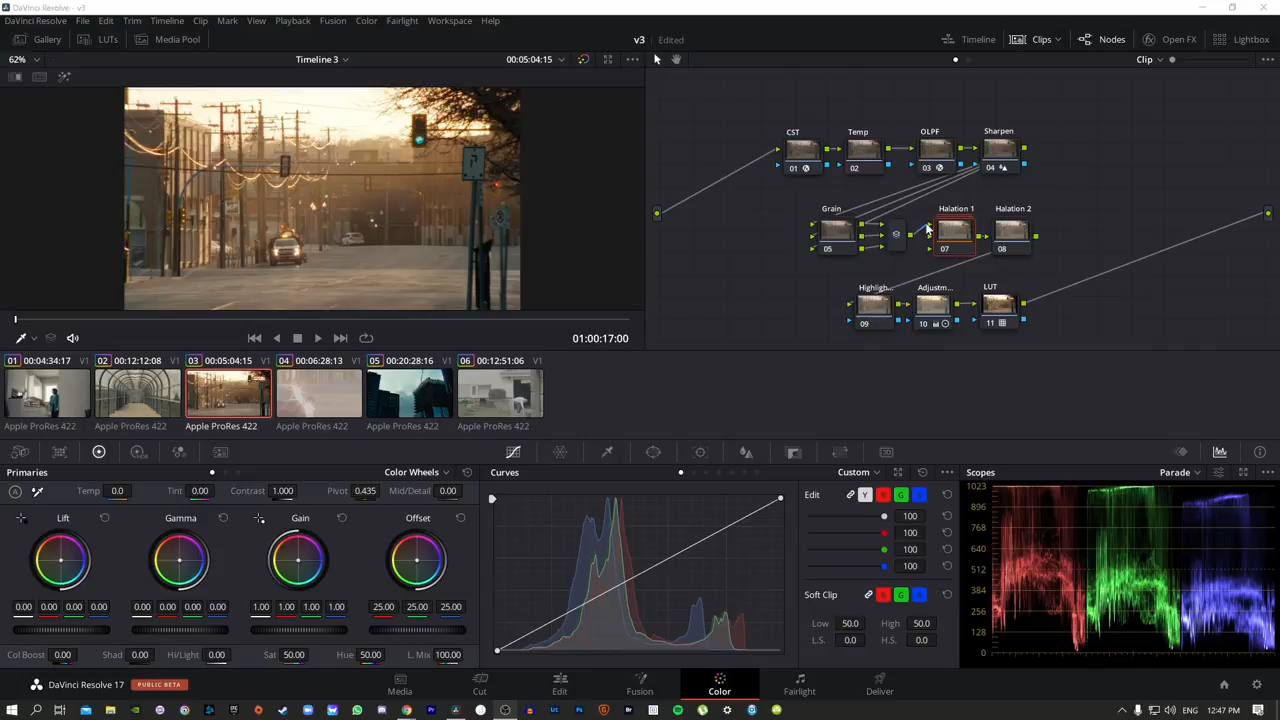 DaVinci Resolve - v3
DaVinci Resolve File Edit Trim Timeline Clip Mark View Playback Fusion Color Fairlight Workspace Help
Gallery LUTs Media Pool v3 Edited Timeline Clips Nodes Open FX Lightbox
62% Timeline 3 00:05:04:15 Clip
CST Temp OLPF Sharpen
01 02 03 04
Grain Halation 1 Halation 2
05 07 08
Highligh... Adjustm... LUT
09 10 11
01:00:17:00
01 00:04:34:17 V1 02 00:12:12:08 V1 03 00:05:04:15 V1 04 00:06:28:13 V1 05 00:20:28:16 V1 06 00:12:51:06 V1
Apple ProRes 422 Apple ProRes 422 Apple ProRes 422 Apple ProRes 422 Apple ProRes 422 Apple ProRes 422
Primaries Color Wheels Curves Custom Scopes Parade
Temp 0.0 Tint 0.00 Contrast 1.000 Pivot 0.435 Mid/Detail 0.00
Lift Gamma Gain Offset
0.00 0.00 0.00 0.00 0.00 0.00 0.00 0.00 1.00 1.00 1.00 1.00 25.00 25.00 25.00
Col Boost 0.00 Shad 0.00 Hi/Light 0.00 Sat 50.00 Hue 50.00 L. Mix 100.00
Edit Y R G B
100
100
100
100
Soft Clip R G B
Low 50.0 High 50.0
L.S. 0.0 H.S. 0.0
1023
896
768
640
512
384
256
128
0
DaVinci Resolve 17 PUBLIC BETA Media Cut Edit Fusion Color Fairlight Deliver
12:47 PM